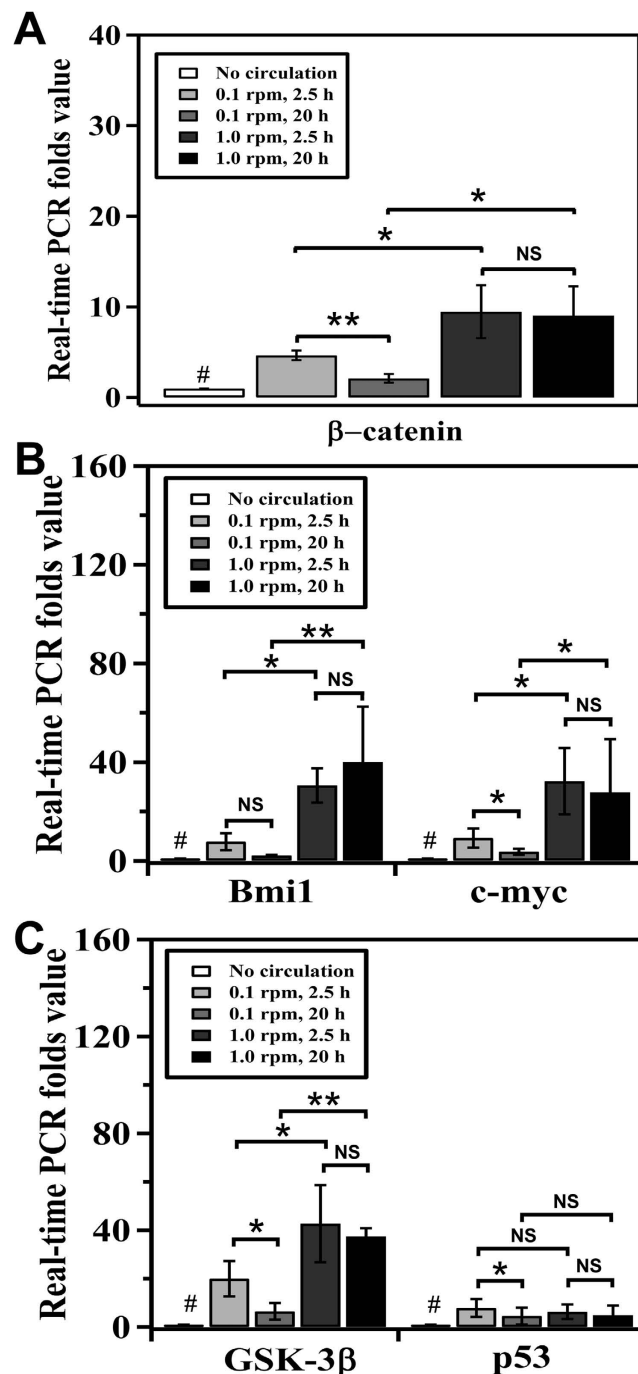 A
Real-time PCR folds value
40
30
20
10
0
No circulation
0.1 rpm, 2.5 h
0.1 rpm, 20 h
1.0 rpm, 2.5 h
1.0 rpm, 20 h
*
*
NS
**
#
β–catenin
B
Real-time PCR folds value
160
120
80
40
0
No circulation
0.1 rpm, 2.5 h
0.1 rpm, 20 h
1.0 rpm, 2.5 h
1.0 rpm, 20 h
**
*
NS
NS
#
*
*
NS
*
#
Bmi1 c-myc
C
Real-time PCR folds value
160
120
80
40
0
No circulation
0.1 rpm, 2.5 h
0.1 rpm, 20 h
1.0 rpm, 2.5 h
1.0 rpm, 20 h
**
*
NS
*
#
NS
NS
NS
*
#
GSK-3β p53